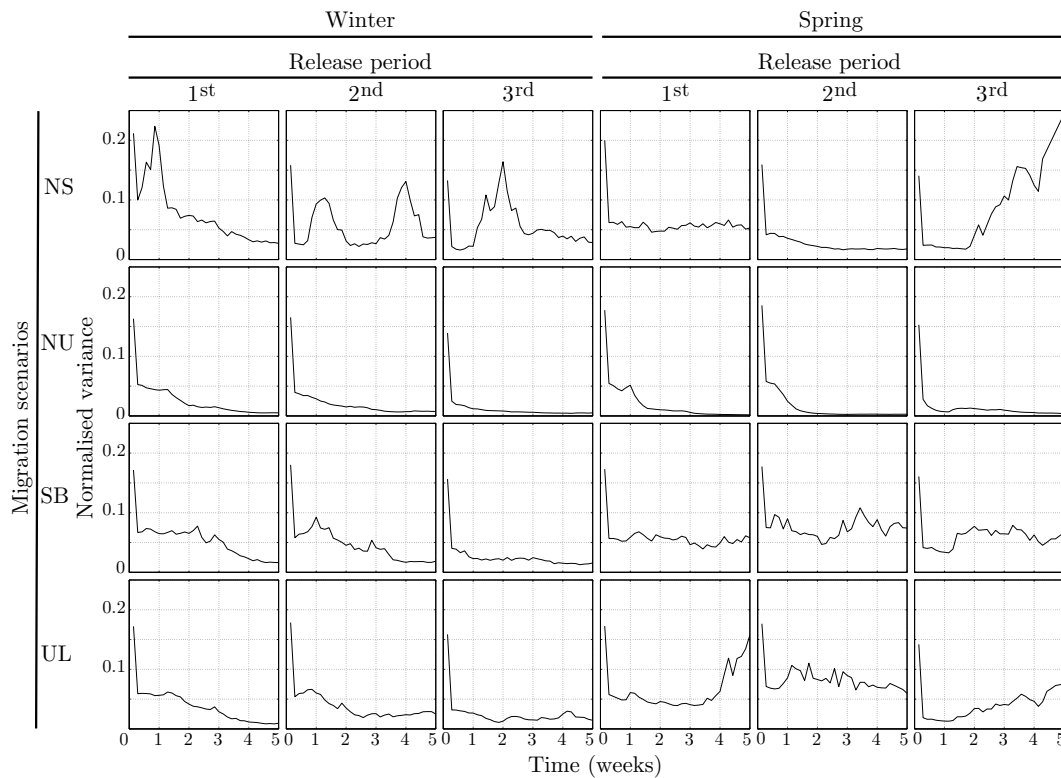 Winter Spring
Release period Release period
1st 2nd 3rd 1st 2nd 3rd
Migration scenarios
Normalised variance
NS
0.2
0.1
0
NU
0.2
0.1
0
SB
0.2
0.1
0
UL
0.2
0.1
0 1 2 3 4 5 0 1 2 3 4 5 0 1 2 3 4 5 0 1 2 3 4 5 0 1 2 3 4 5 0 1 2 3 4 5
Time (weeks)